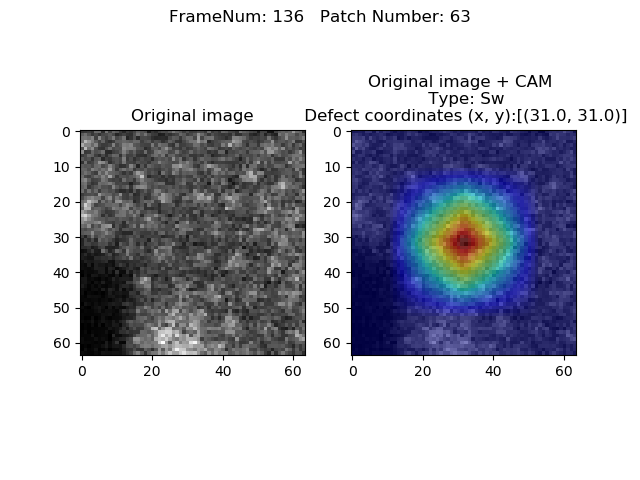 FrameNum: 136   Patch Number: 63
Original image
Original image + CAM
Type: Sw
Defect coordinates (x, y):[(31.0, 31.0)]
0
10
20
30
40
50
60
0 20 40 60
0
10
20
30
40
50
60
0 20 40 60